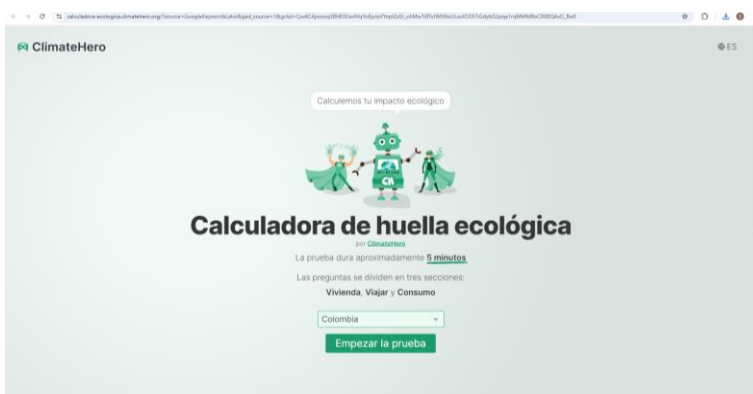 ClimateHero
ES
Calculemos tu impacto ecológico
CH
Calculadora de huella ecológica
por ClimateHero
La prueba dura aproximadamente 5 minutos
Las preguntas se dividen en tres secciones:
Vivienda, Viajar y Consumo
Colombia
Empezar la prueba